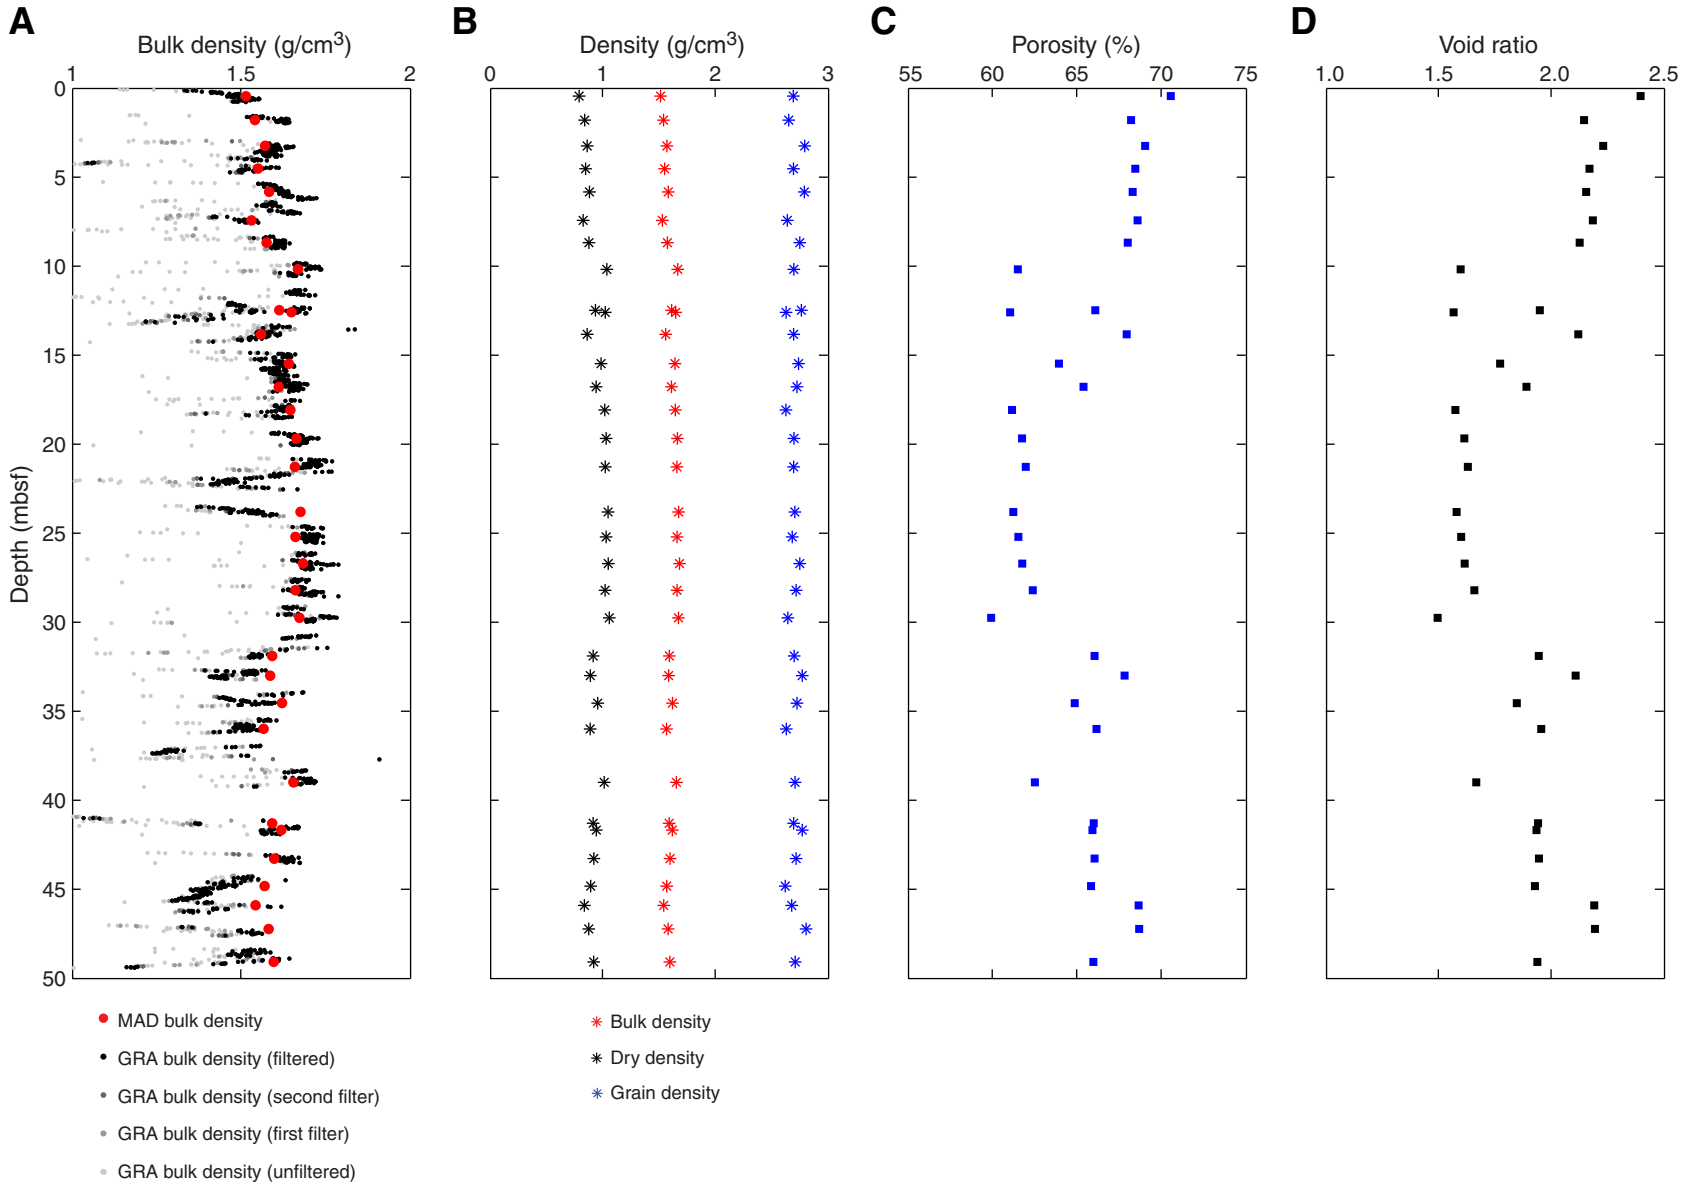 A
B
C
D
Bulk density (g/cm3)
Density (g/cm3)
Porosity (%)
Void ratio
1 1.5 2
0 1 2 3
55 60 65 70 75
1.0 1.5 2.0 2.5
0
5
10
15
20
25
30
35
40
45
50
Depth (mbsf)
MAD bulk density
GRA bulk density (filtered)
GRA bulk density (second filter)
GRA bulk density (first filter)
GRA bulk density (unfiltered)
Bulk density
Dry density
Grain density